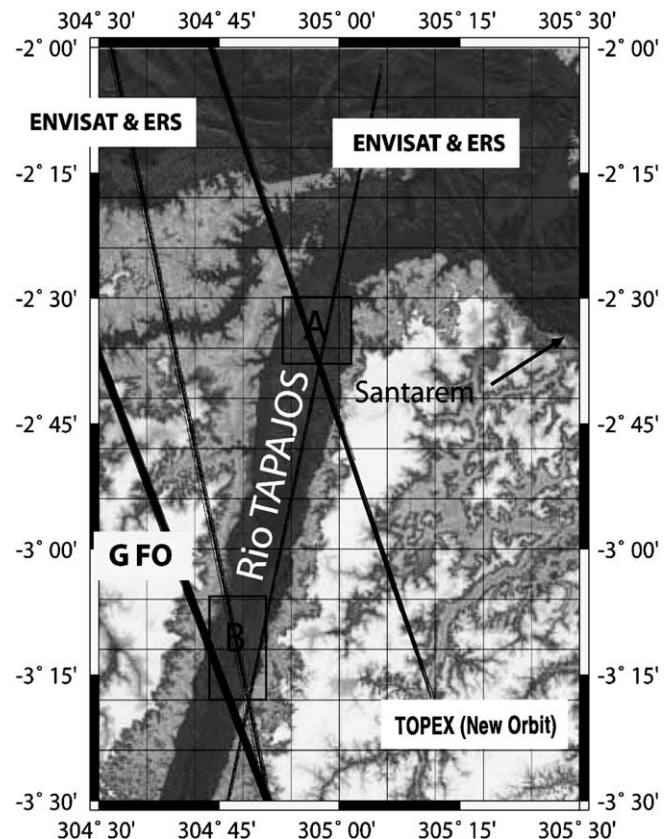 304° 30' 304° 45' 305° 00' 305° 15' 305° 30'
-2° 00' -2° 00'
ENVISAT & ERS
ENVISAT & ERS
-2° 15' -2° 15'
-2° 30' -2° 30'
A
Santarem
-2° 45' -2° 45'
Rio TAPAJOS
-3° 00' -3° 00'
G FO
B
-3° 15' -3° 15'
TOPEX (New Orbit)
-3° 30' -3° 30'
304° 30' 304° 45' 305° 00' 305° 15' 305° 30'